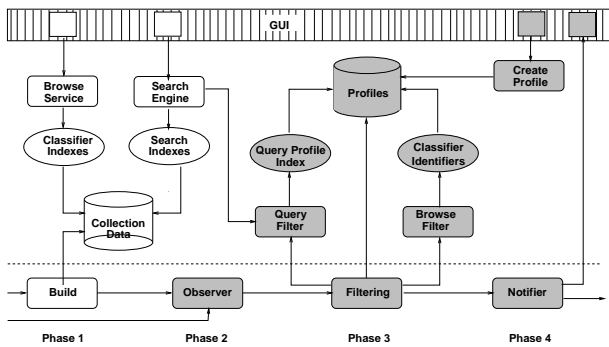 GUI
Browse
Service
Search
Engine
Profiles
Create
Profile
Classifier
Indexes
Search
Indexes
Query Profile
Index
Classifier
Identifiers
Collection
Data
Query
Filter
Browse
Filter
Build
Observer
Filtering
Notifier
Phase 1
Phase 2
Phase 3
Phase 4